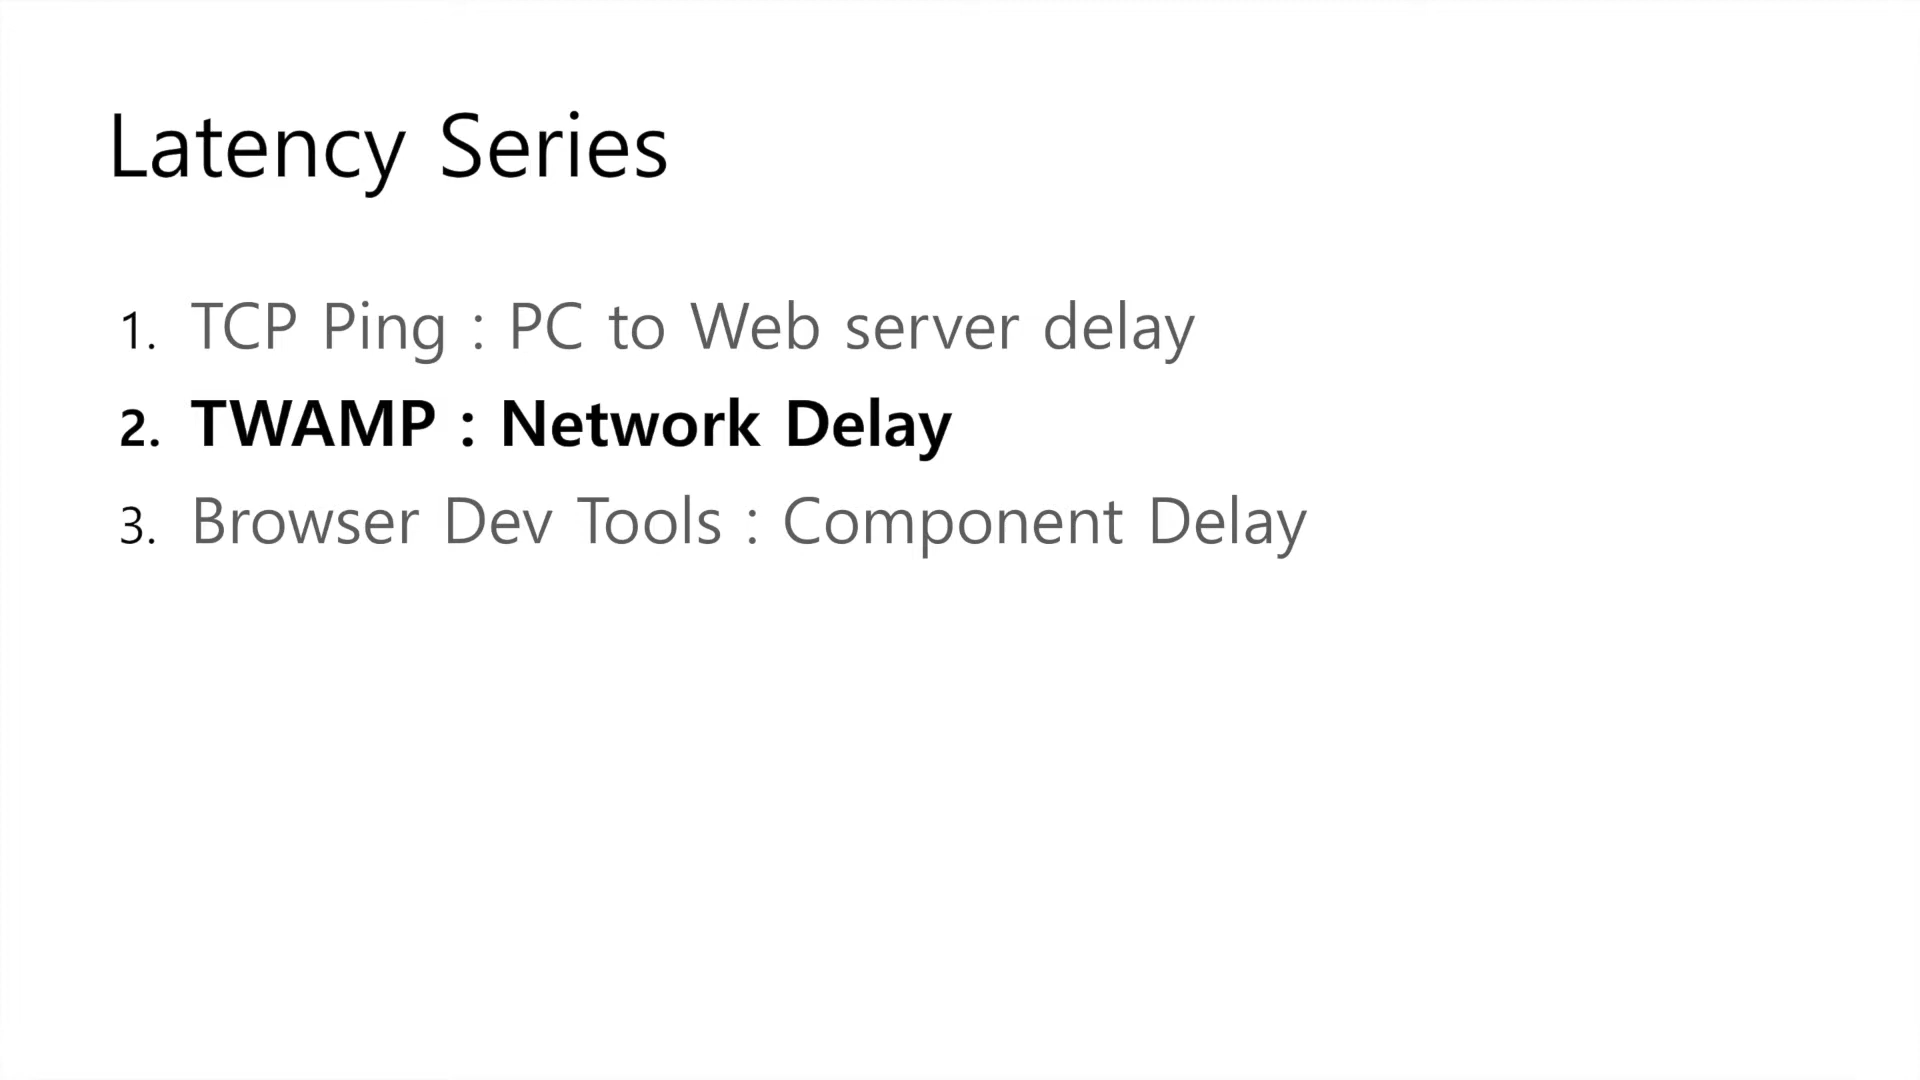 Latency Series
1. TCP Ping : PC to Web server delay
2. TWAMP : Network Delay
3. Browser Dev Tools : Component Delay